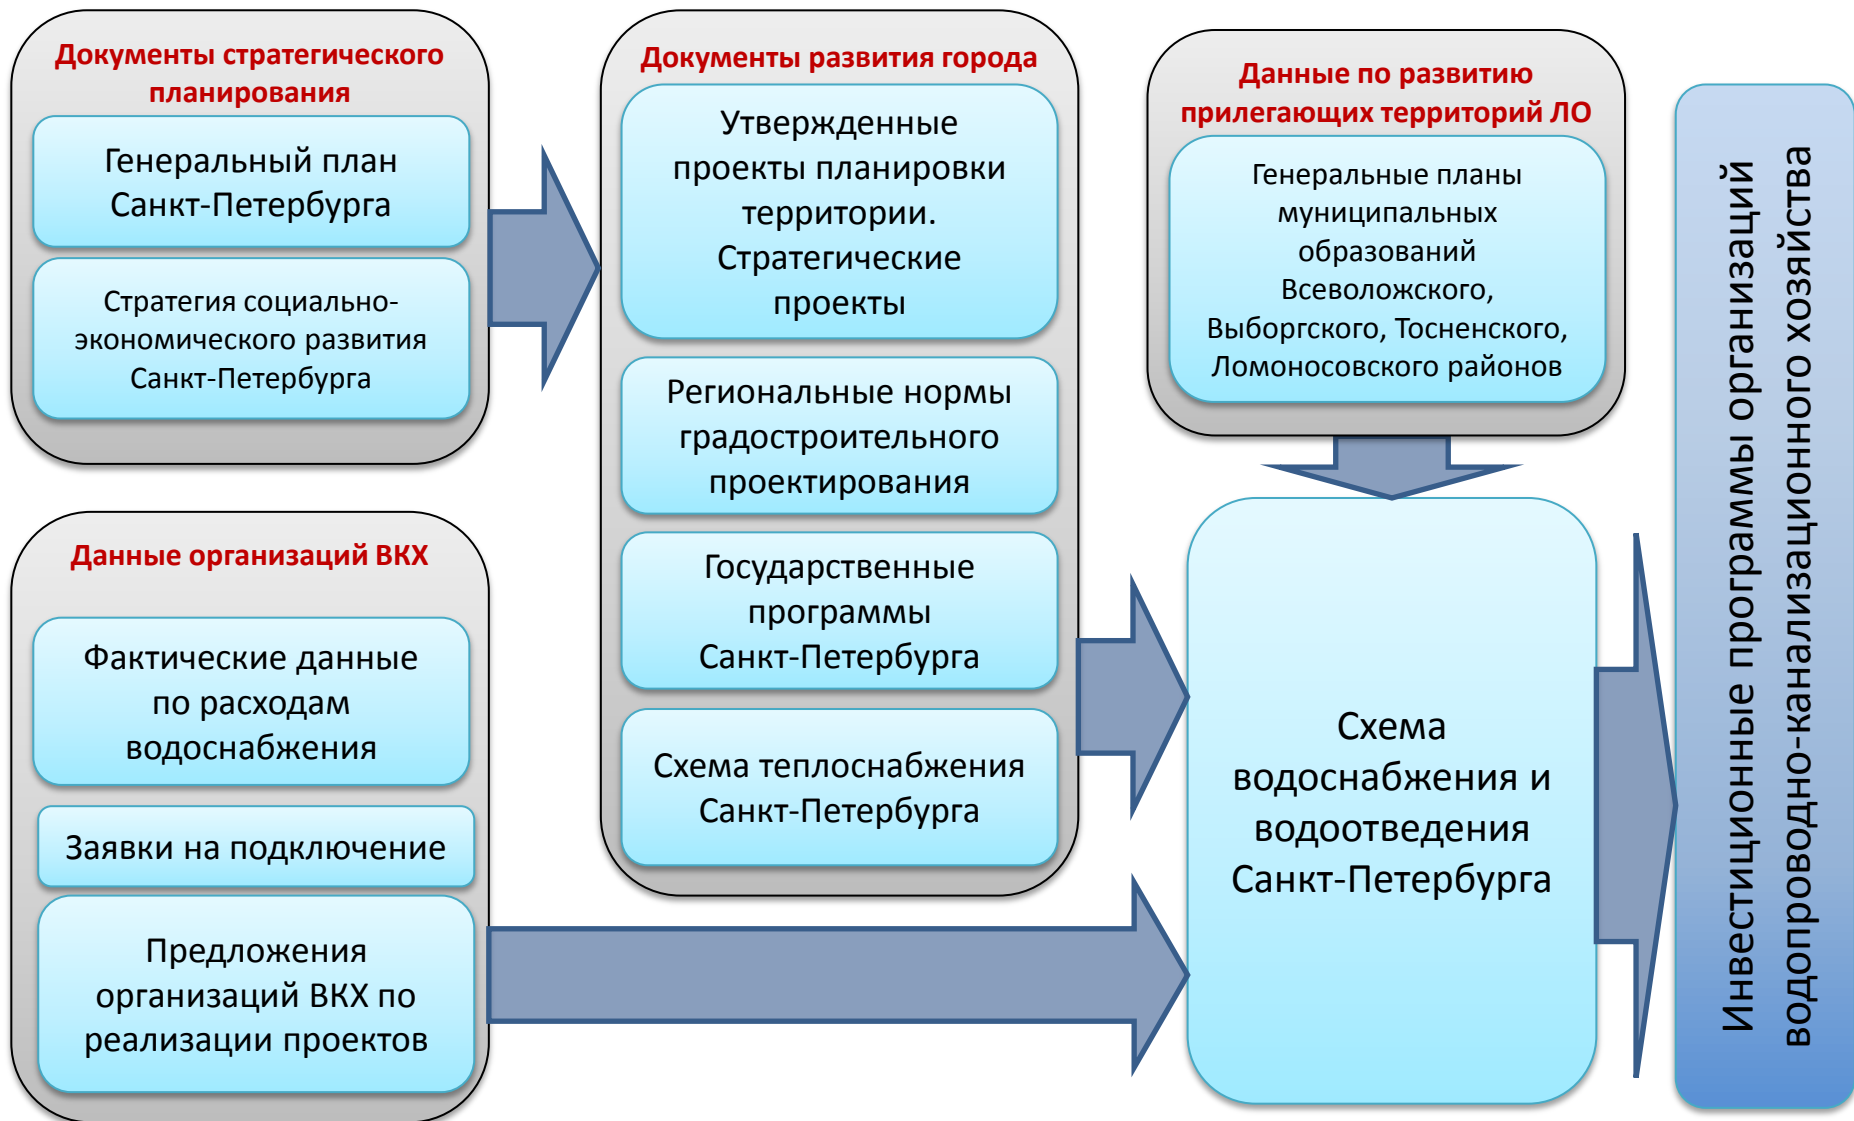 Документы стратегического
планирования
Генеральный план
Санкт-Петербурга
Стратегия социально-
экономического развития
Санкт-Петербурга
Данные организаций ВКХ
Фактические данные
по расходам
водоснабжения
Заявки на подключение
Предложения
организаций ВКХ по
реализации проектов
Документы развития города
Утвержденные
проекты планировки
территории.
Стратегические
проекты
Региональные нормы
градостроительного
проектирования
Государственные
программы
Санкт-Петербурга
Схема теплоснабжения
Санкт-Петербурга
Данные по развитию
прилегающих территорий ЛО
Генеральные планы
муниципальных
образований
Всеволожского,
Выборгского, Тосненского,
Ломоносовского районов
Схема
водоснабжения и
водоотведения
Санкт-Петербурга
Инвестиционные программы организаций
водопроводно-канализационного хозяйства